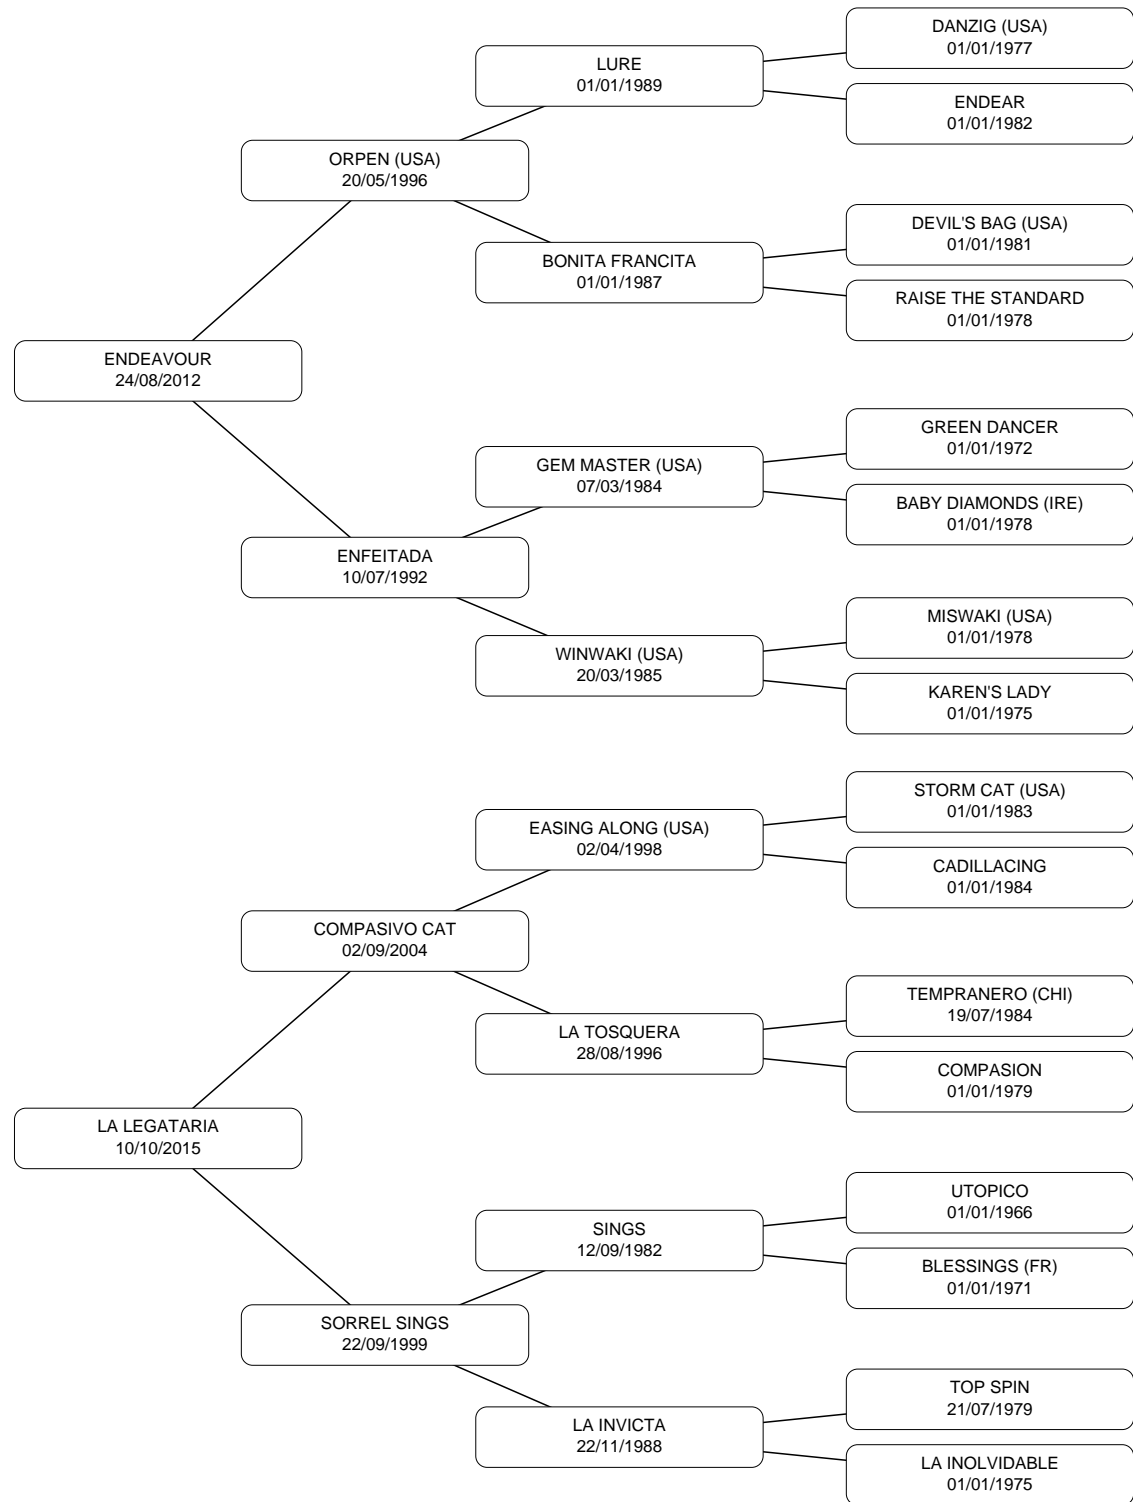 DANZIG (USA)
01/01/1977
LURE
01/01/1989
ENDEAR
01/01/1982
ORPEN (USA)
20/05/1996
DEVIL'S BAG (USA)
01/01/1981
BONITA FRANCITA
01/01/1987
RAISE THE STANDARD
01/01/1978
ENDEAVOUR
24/08/2012
GREEN DANCER
01/01/1972
GEM MASTER (USA)
07/03/1984
BABY DIAMONDS (IRE)
01/01/1978
ENFEITADA
10/07/1992
MISWAKI (USA)
01/01/1978
WINWAKI (USA)
20/03/1985
KAREN'S LADY
01/01/1975
STORM CAT (USA)
01/01/1983
EASING ALONG (USA)
02/04/1998
CADILLACING
01/01/1984
COMPASIVO CAT
02/09/2004
TEMPRANERO (CHI)
19/07/1984
LA TOSQUERA
28/08/1996
COMPASION
01/01/1979
LA LEGATARIA
10/10/2015
UTOPICO
01/01/1966
SINGS
12/09/1982
BLESSINGS (FR)
01/01/1971
SORREL SINGS
22/09/1999
TOP SPIN
21/07/1979
LA INVICTA
22/11/1988
LA INOLVIDABLE
01/01/1975